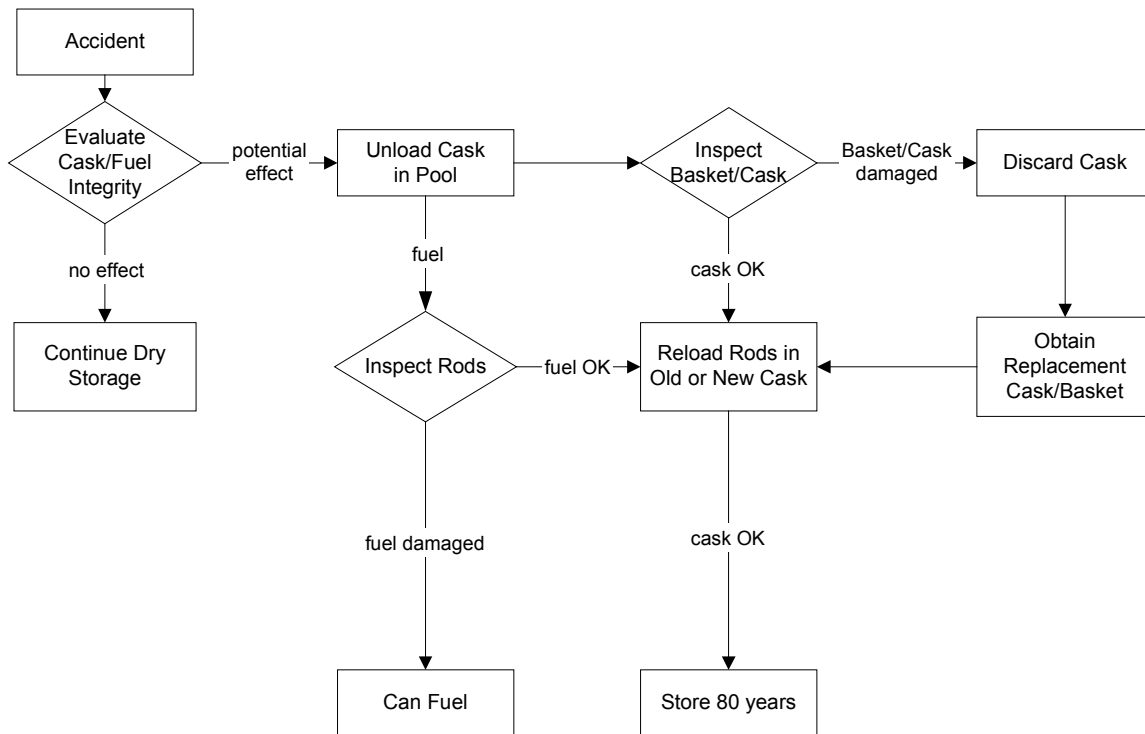 Accident
Evaluate
Cask/Fuel
Integrity
potential
effect
Unload Cask
in Pool
Inspect
Basket/Cask
Basket/Cask
damaged
Discard Cask
no effect
fuel
cask OK
Continue Dry
Storage
Inspect Rods
fuel OK
Reload Rods in
Old or New Cask
Obtain
Replacement
Cask/Basket
fuel damaged
cask OK
Can Fuel
Store 80 years